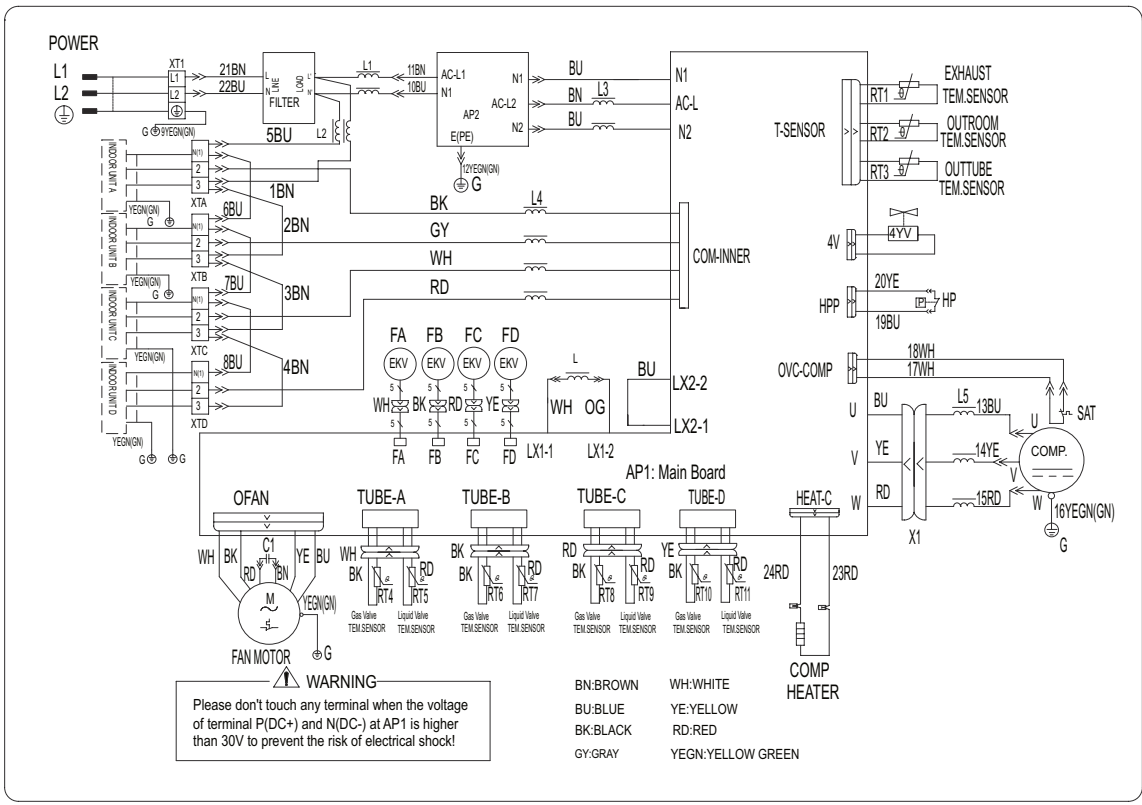 POWER
L1
L2
XT1
L1
L2
21BN
22BU
G
9YEGN(GN)
L
N
LINE
LOAD
L'
N'
FILTER
L1
11BN
10BU
5BU
L2
AC-L1
N1
N1
AC-L2
AP2
N2
E(PE)
12YEGN(GN)
G
BU
BN
L3
BU
N1
AC-L
N2
T-SENSOR
RT1
EXHAUST
TEM.SENSOR
RT2
OUTROOM
TEM.SENSOR
RT3
OUTTUBE
TEM.SENSOR
INDOOR UNIT A
N(1)
2
3
XTA
YEGN(GN)
G
1BN
6BU
INDOOR UNIT B
N(1)
2
3
XTB
YEGN(GN)
G
2BN
7BU
INDOOR UNIT C
N(1)
2
3
XTC
YEGN(GN)
3BN
8BU
INDOOR UNIT D
N(1)
2
3
XTD
YEGN(GN)
G
G
4BN
BK
L4
GY
WH
RD
COM-INNER
4V
4YV
HPP
20YE
P
HP
19BU
OVC-COMP
18WH
17WH
SAT
FA
FB
FC
FD
EKV
EKV
EKV
EKV
5
5
5
5
WH
BK
RD
YE
5
5
5
5
FA
FB
FC
FD
L
WH
OG
LX1-1
LX1-2
BU
LX2-2
LX2-1
U
V
W
BU
YE
RD
X1
L5
13BU
14YE
15RD
U
V
W
COMP.
16YEGN(GN)
G
AP1: Main Board
OFAN
WH
BK
RD
C1
BN
YE
BU
M
YEGN(GN)
G
FAN MOTOR
TUBE-A
WH
BK
RT4
RD
RT5
Gas Valve
TEM.SENSOR
Liquid Valve
TEM.SENSOR
TUBE-B
BK
BK
RT6
RD
RT7
Gas Valve
TEM.SENSOR
Liquid Valve
TEM.SENSOR
TUBE-C
RD
BK
RT8
RD
RT9
Gas Valve
TEM.SENSOR
Liquid Valve
TEM.SENSOR
TUBE-D
YE
BK
RT10
RD
RT11
Gas Valve
TEM.SENSOR
Liquid Valve
TEM.SENSOR
HEAT-C
24RD
23RD
COMP
HEATER
WARNING
Please don't touch any terminal when the voltage
of terminal P(DC+) and N(DC-) at AP1 is higher
than 30V to prevent the risk of electrical shock!
BN:BROWN WH:WHITE
BU:BLUE YE:YELLOW
BK:BLACK RD:RED
GY:GRAY YEGN:YELLOW GREEN